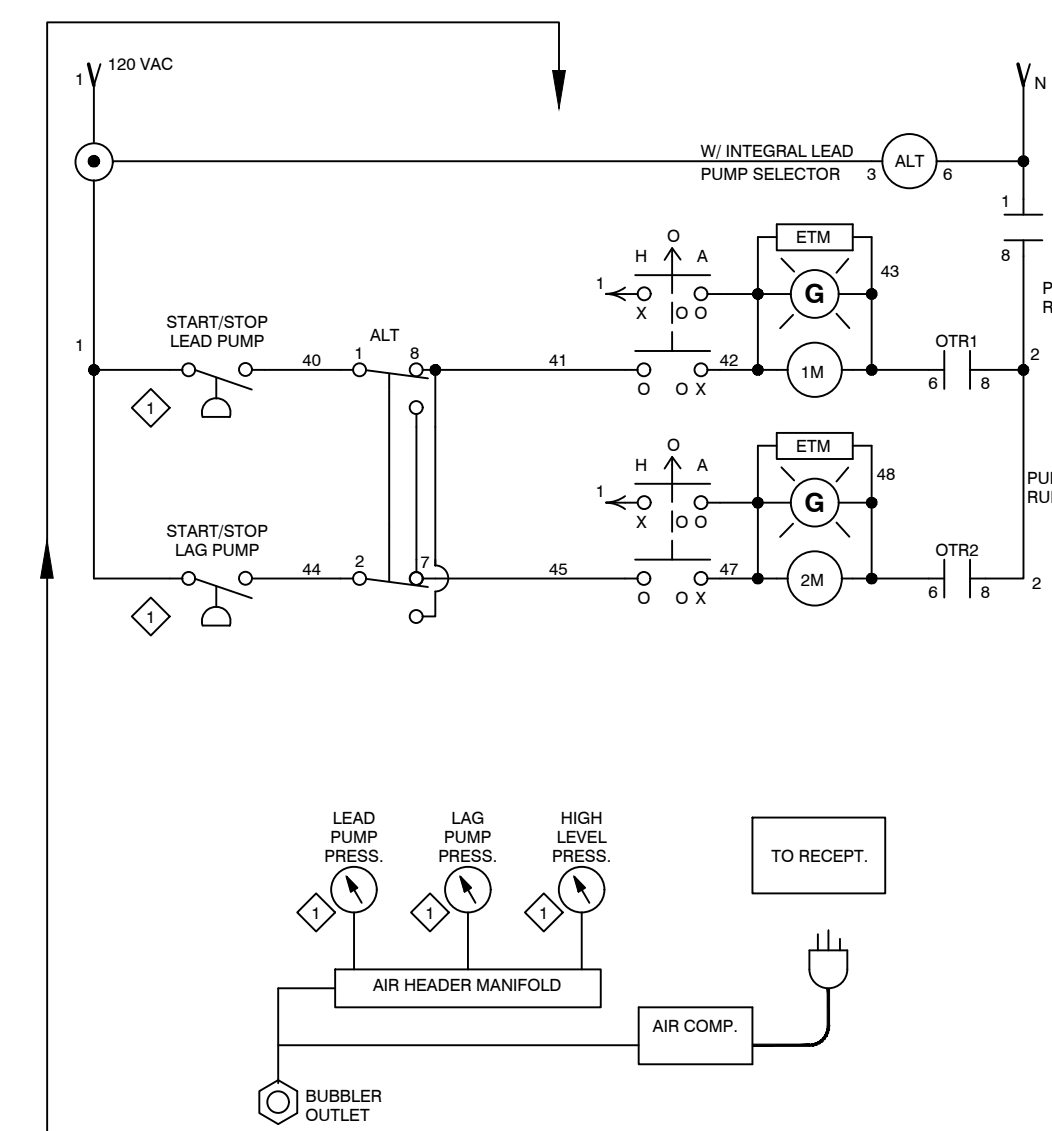 120 VAC
1
N
W/ INTEGRAL LEAD
PUMP SELECTOR
3
ALT
6
1
8
O
H
A
ETM
1
X
O O
G
43
P
R
START/STOP
LEAD PUMP
1
ALT
40
1
8
41
O
O X
42
1M
OTR1
6
8
2
1
O
H
A
ETM
1
X
O O
G
48
PU
RU
START/STOP
LAG PUMP
44
2
7
45
O
O X
47
2M
OTR2
6
8
2
1
LEAD
PUMP
PRESS.
LAG
PUMP
PRESS.
HIGH
LEVEL
PRESS.
1
1
1
TO RECEPT.
AIR HEADER MANIFOLD
AIR COMP.
BUBBLER
OUTLET